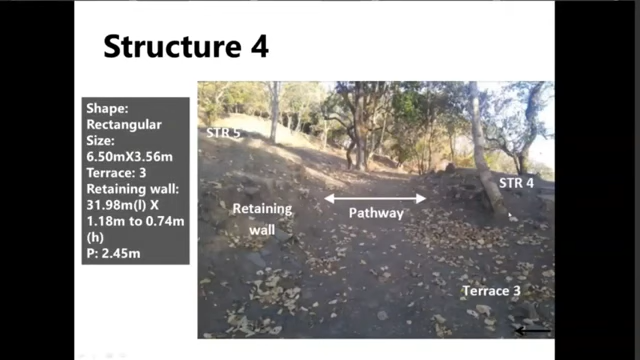 Structure 4
Shape:
Rectangular
Size:
6.50mX3.56m
Terrace: 3
Retaining wall:
31.98m(l) X
1.18m to 0.74m
(h)
P: 2.45m
STR 5
STR 4
Retaining
wall
Pathway
Terrace 3